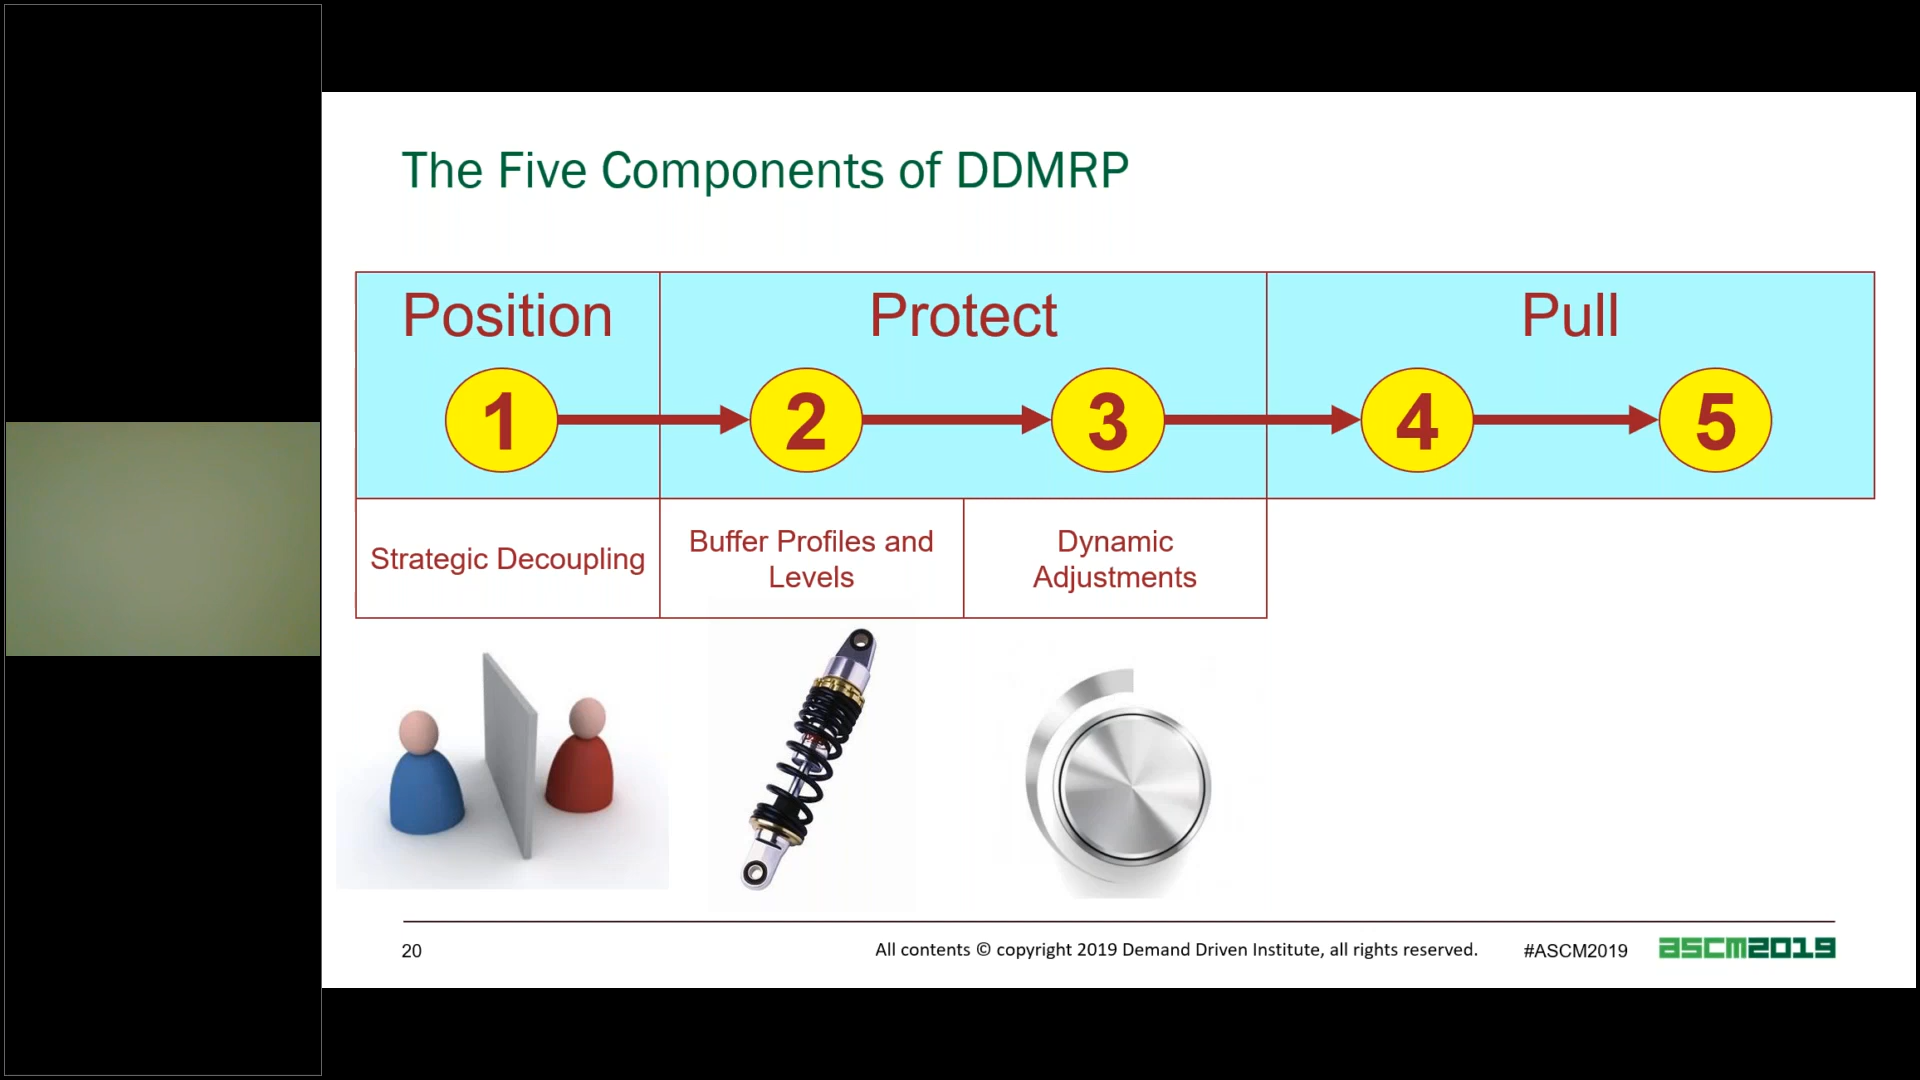 The Five Components of DDMRP
Position
Protect
Pull
1
2
3
4
5
Strategic Decoupling
Buffer Profiles and
Levels
Dynamic
Adjustments
20
All contents © copyright 2019 Demand Driven Institute, all rights reserved.
#ASCM2019
ascm2019